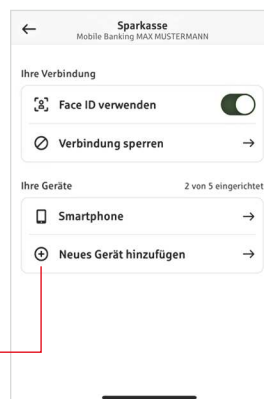 Sparkasse
Mobile Banking MAX MUSTERMANN
Ihre Verbindung
Face ID verwenden
Verbindung sperren
Ihre Geräte 2 von 5 eingerichtet
Smartphone
Neues Gerät hinzufügen